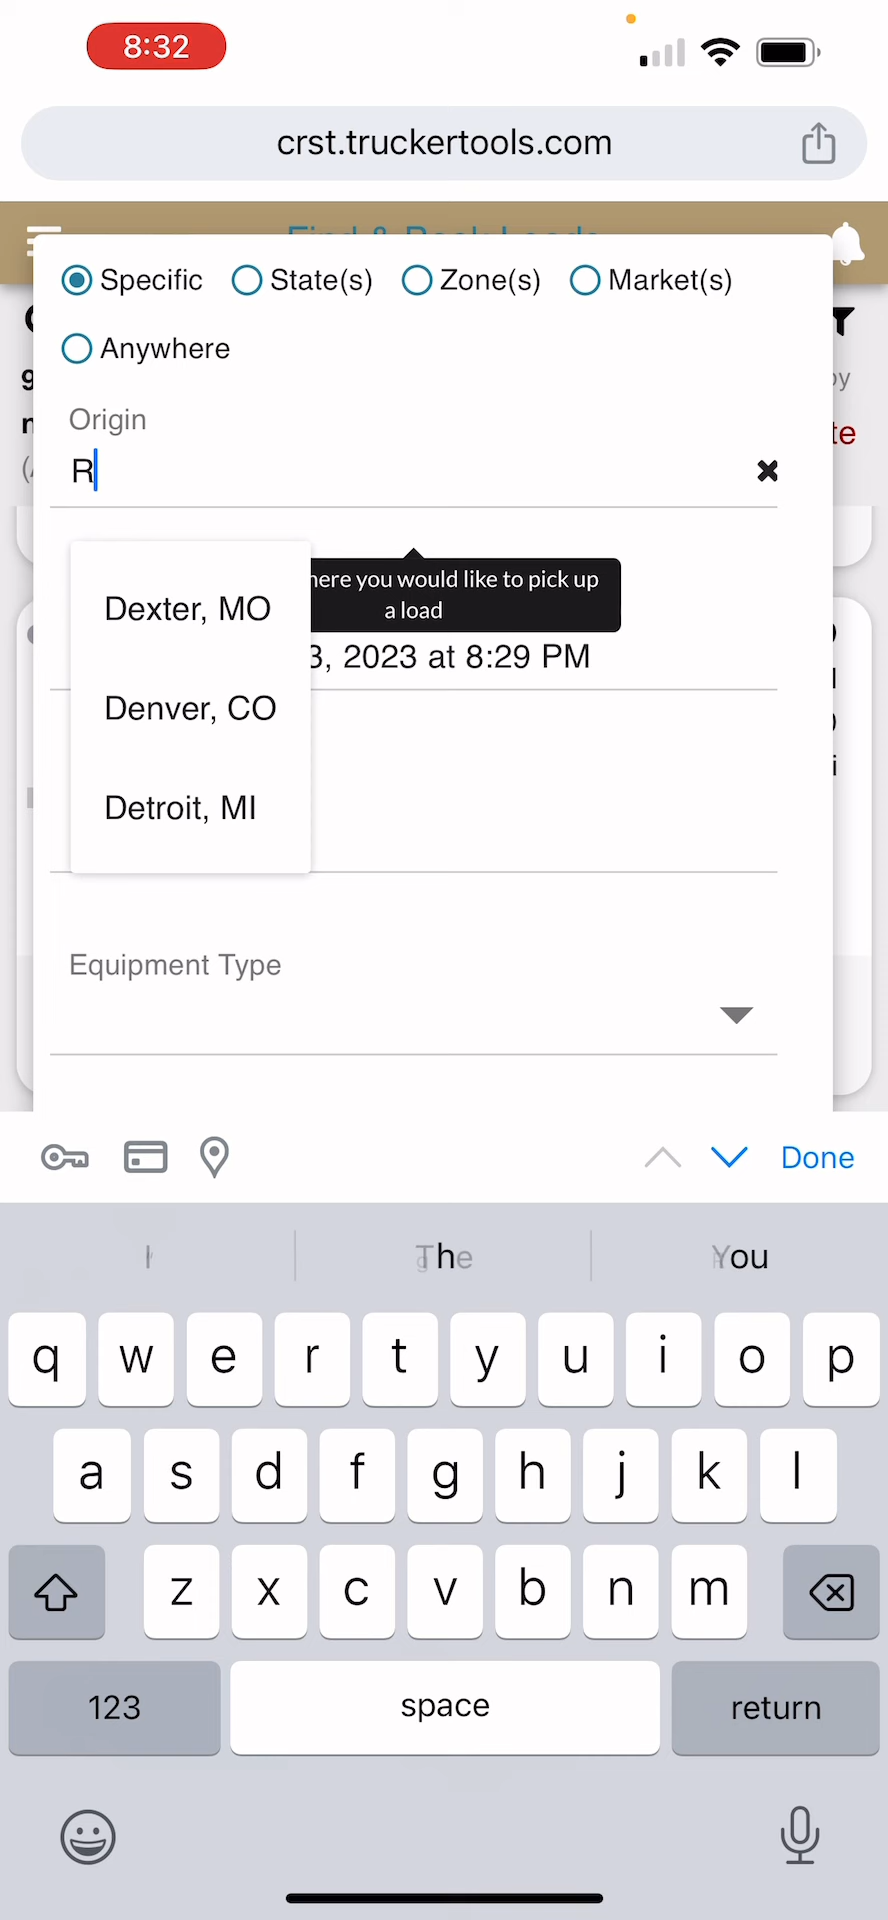 8:32
crst.truckertools.com
Specific State(s) Zone(s) Market(s)
Anywhere
Origin
R
Dexter, MO
Denver, CO
Detroit, MI
you would like to pick up
a load
3, 2023 at 8:29 PM
Equipment Type
Done
I The You
q w e r t y u i o p
a s d f g h j k l
z x c v b n m
123 space return